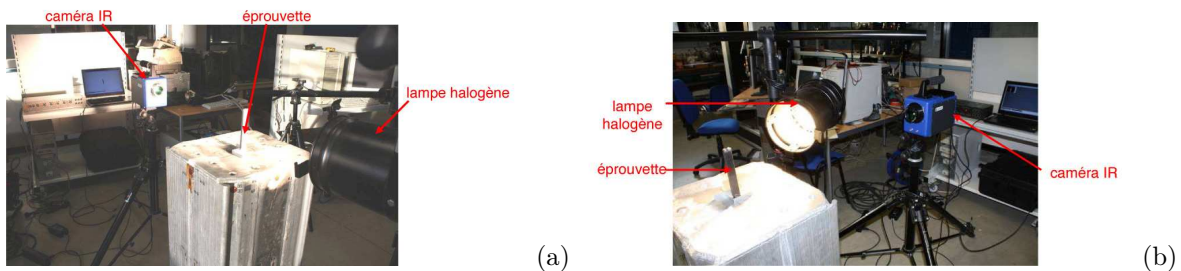 caméra IR
éprouvette
lampe halogène
(a)
lampe
halogène
éprouvette
caméra IR
(b)